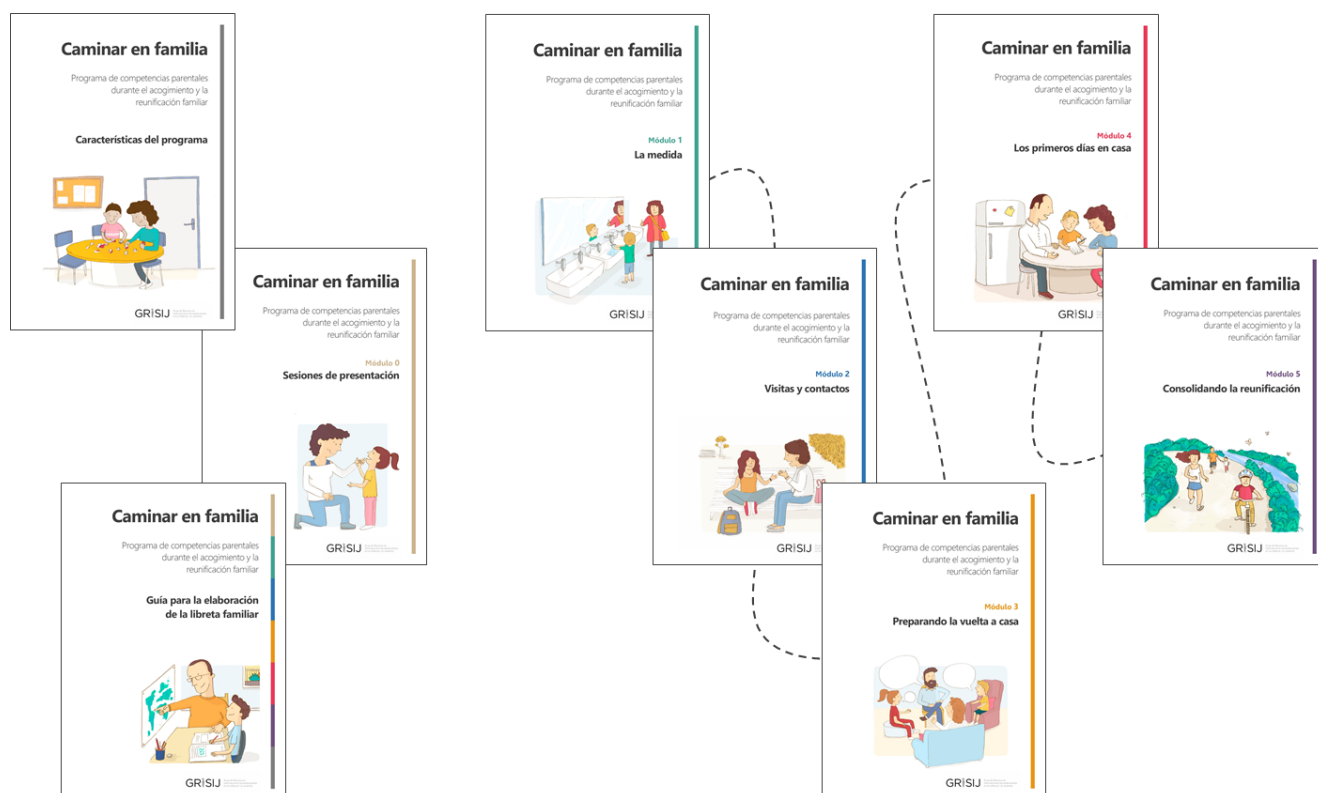 Caminar en familia
Programa de competencias parentales
durante el acogimiento y la
reunificación familiar
Características del programa
GRISIJ
Caminar en familia
Programa de competencias parentales
durante el acogimiento y la
reunificación familiar
Módulo 0
Sesiones de presentación
GRISIJ
Caminar en familia
Programa de competencias parentales
durante el acogimiento y la
reunificación familiar
Guía para la elaboración
de la libreta familiar
GRISIJ
Caminar en familia
Programa de competencias parentales
durante el acogimiento y la
reunificación familiar
Módulo 1
La medida
GRISIJ
Caminar en familia
Programa de competencias parentales
durante el acogimiento y la
reunificación familiar
Módulo 2
Visitas y contactos
GRISIJ
Caminar en familia
Programa de competencias parentales
durante el acogimiento y la
reunificación familiar
Módulo 3
Preparando la vuelta a casa
GRISIJ
Caminar en familia
Programa de competencias parentales
durante el acogimiento y la
reunificación familiar
Módulo 4
Los primeros días en casa
GRISIJ
Caminar en familia
Programa de competencias parentales
durante el acogimiento y la
reunificación familiar
Módulo 5
Consolidando la reunificación
GRISIJ